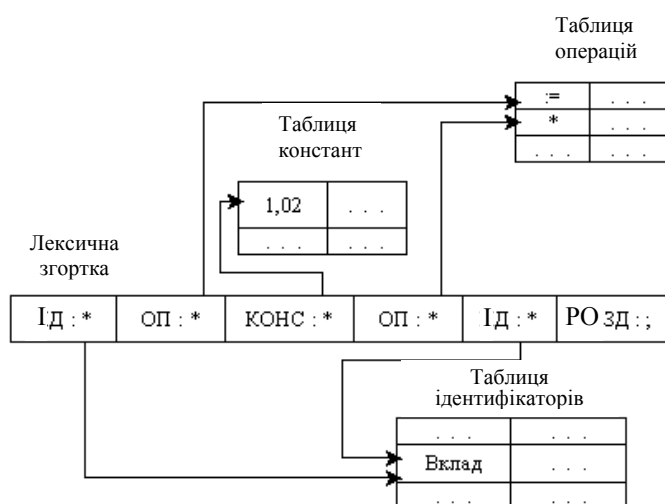 Таблиця
операцій
:= . . .
* . . .
. . . . . .
Таблиця
констант
1,02 . . .
. . . . . .
Лексична
згортка
ІД : * ОП : * КОНС : * ОП : * ІД : * РОЗД : ;
Таблиця
ідентифікаторів
. . . . . .
Вклад . . .
. . . . . .